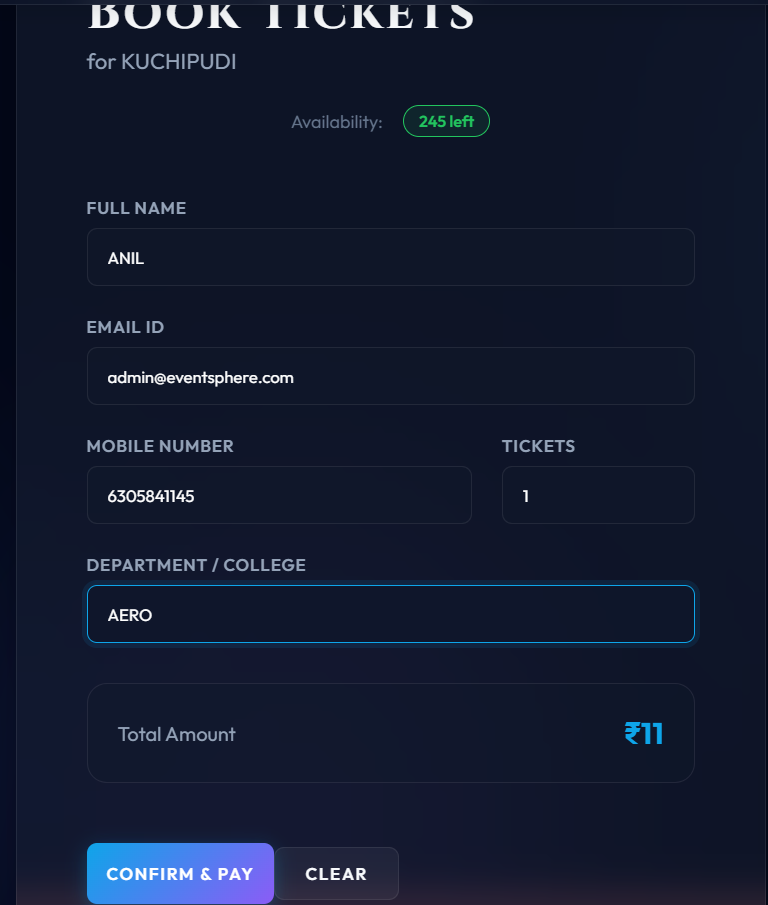 BOOK TICKETS
for KUCHIPUDI
Availability: 245 left
FULL NAME
ANIL
EMAIL ID
admin@eventsphere.com
MOBILE NUMBER TICKETS
6305841145 1
DEPARTMENT / COLLEGE
AERO
Total Amount ₹11
CONFIRM & PAY CLEAR